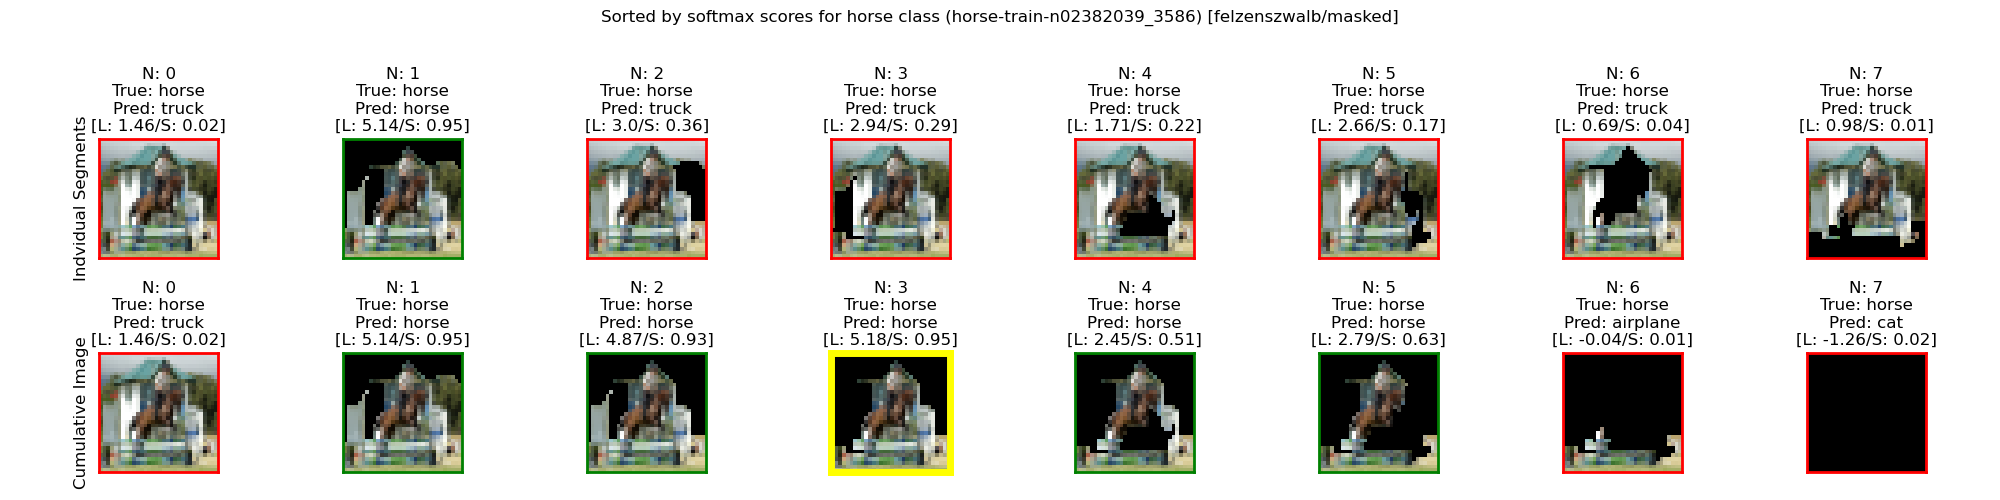 Sorted by softmax scores for horse class (horse-train-n02382039_3586) [felzenszwalb/masked]
Individual Segments
N: 0
True: horse
Pred: truck
[L: 1.46/S: 0.02]
N: 1
True: horse
Pred: horse
[L: 5.14/S: 0.95]
N: 2
True: horse
Pred: truck
[L: 3.0/S: 0.36]
N: 3
True: horse
Pred: truck
[L: 2.94/S: 0.29]
N: 4
True: horse
Pred: truck
[L: 1.71/S: 0.22]
N: 5
True: horse
Pred: truck
[L: 2.66/S: 0.17]
N: 6
True: horse
Pred: truck
[L: 0.69/S: 0.04]
N: 7
True: horse
Pred: truck
[L: 0.98/S: 0.01]
Cumulative Image
N: 0
True: horse
Pred: truck
[L: 1.46/S: 0.02]
N: 1
True: horse
Pred: horse
[L: 5.14/S: 0.95]
N: 2
True: horse
Pred: horse
[L: 4.87/S: 0.93]
N: 3
True: horse
Pred: horse
[L: 5.18/S: 0.95]
N: 4
True: horse
Pred: horse
[L: 2.45/S: 0.51]
N: 5
True: horse
Pred: horse
[L: 2.79/S: 0.63]
N: 6
True: horse
Pred: airplane
[L: -0.04/S: 0.01]
N: 7
True: horse
Pred: cat
[L: -1.26/S: 0.02]